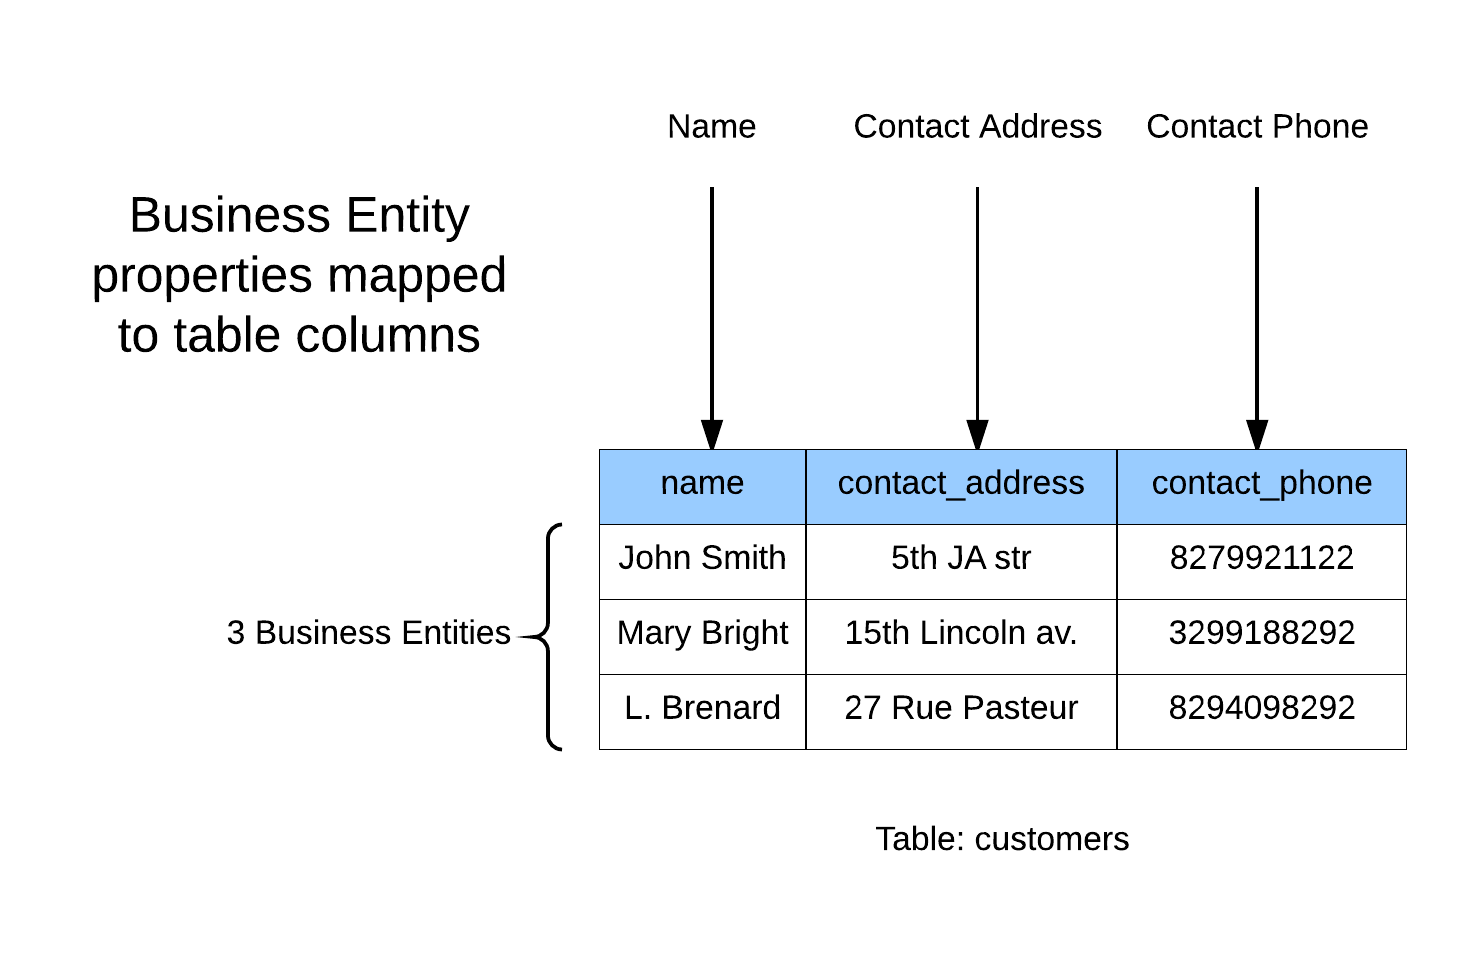 Name Contact Address Contact Phone
Business Entity
properties mapped
to table columns
name contact_address contact_phone
John Smith 5th JA str 8279921122
3 Business Entities
Mary Bright 15th Lincoln av. 3299188292
L. Brenard 27 Rue Pasteur 8294098292
Table: customers